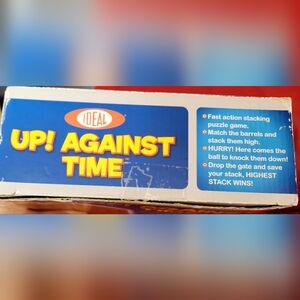 IDEAL
UP! AGAINST
TIME
• Fast action stacking
puzzle game.
• Match the barrels and
stack them high.
• HURRY! Here comes the
ball to knock them down!
• Drop the gate and save
your stack, HIGHEST
STACK WINS!